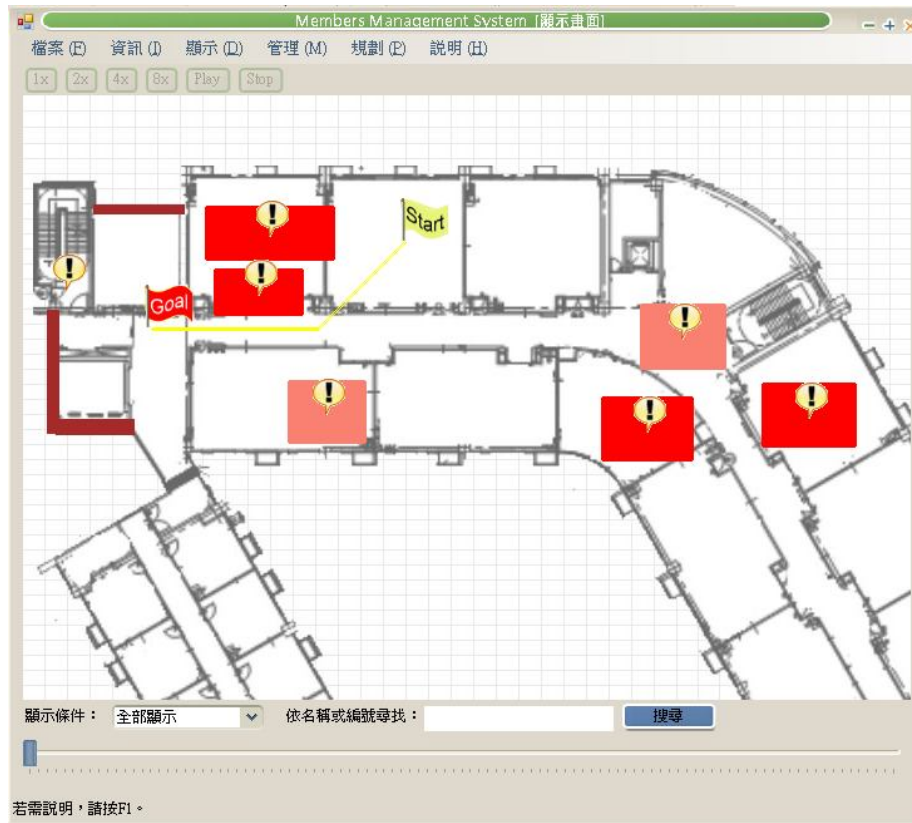 Members Management System [顯示畫面]
檔案 (F) 資訊 (I) 顯示 (D) 管理 (M) 規劃 (P) 説明 (H)
1x 2x 4x 8x Play Stop
Start
Goal
顯示條件： 全部顯示 依名稱或編號尋找： 搜尋
若需説明，請按F1。